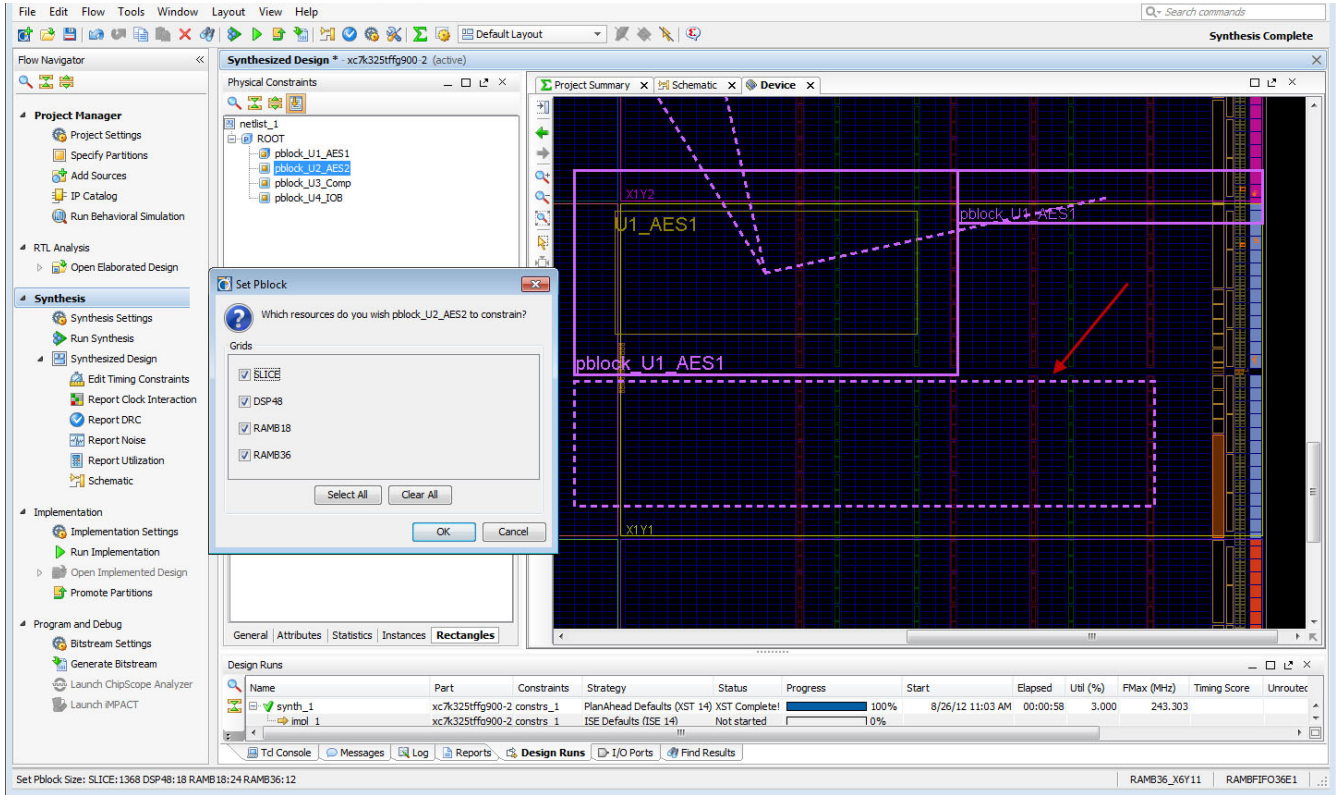 File Edit Flow Tools Window Layout View Help
Search commands
Default Layout
Synthesis Complete
Flow Navigator
Synthesized Design * - xc7k325tffg900-2 (active)
Physical Constraints
Project Summary
Schematic
Device
netlist_1
ROOT
pblock_U1_AES1
pblock_U2_AES2
pblock_U3_Comp
pblock_U4_IOB
Project Manager
Project Settings
Specify Partitions
Add Sources
IP Catalog
Run Behavioral Simulation
RTL Analysis
Open Elaborated Design
Synthesis
Synthesis Settings
Run Synthesis
Synthesized Design
Edit Timing Constraints
Report Clock Interaction
Report DRC
Report Noise
Report Utilization
Schematic
Implementation
Implementation Settings
Run Implementation
Open Implemented Design
Promote Partitions
Program and Debug
Bitstream Settings
Generate Bitstream
Launch ChipScope Analyzer
Launch iMPACT
Set Pblock
Which resources do you wish pblock_U2_AES2 to constrain?
Grids
SLICE
DSP48
RAMB18
RAMB36
Select All Clear All
OK Cancel
X1Y2
U1_AES1
pblock_U1_AES1
pblock_U1_AES1
X1Y1
General Attributes Statistics Instances Rectangles
Design Runs
Name Part Constraints Strategy Status Progress Start Elapsed Util (%) FMax (MHz) Timing Score Unroutec
synth_1 xc7k325tffg900-2 constrs_1 PlanAhead Defaults (XST 14) XST Complete! 100% 8/26/12 11:03 AM 00:00:58 3.000 243.303
impl_1 xc7k325tffg900-2 constrs_1 ISE Defaults (ISE 14) Not started 0%
Tcl Console Messages Log Reports Design Runs I/O Ports Find Results
Set Pblock Size: SLICE:1368 DSP48:18 RAMB18:24 RAMB36:12
RAMB36_X6Y11 RAMBFIFO36E1